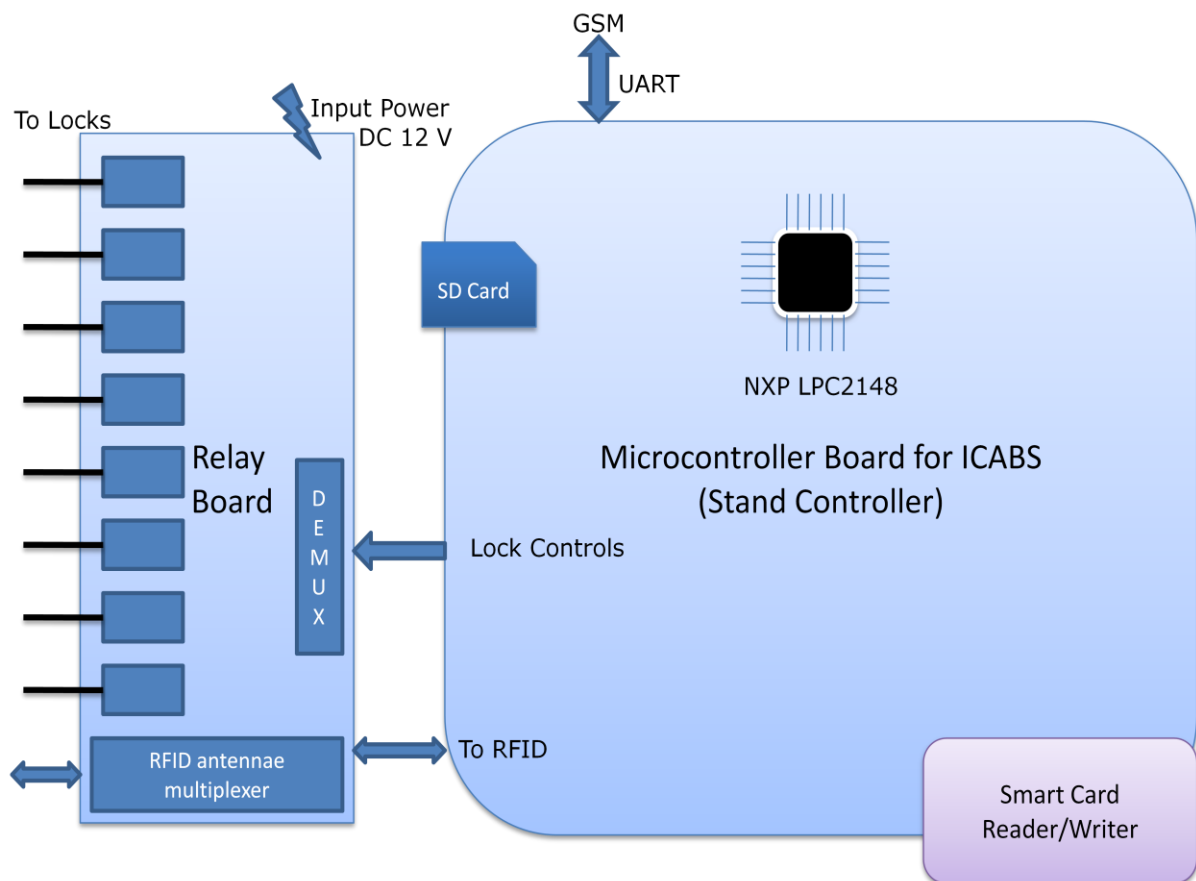 GSM
UART
To Locks
Input Power
DC 12 V
SD Card
NXP LPC2148
Relay
Board
Microcontroller Board for ICABS
(Stand Controller)
D
E
M
U
X
Lock Controls
To RFID
RFID antennae
multiplexer
Smart Card
Reader/Writer